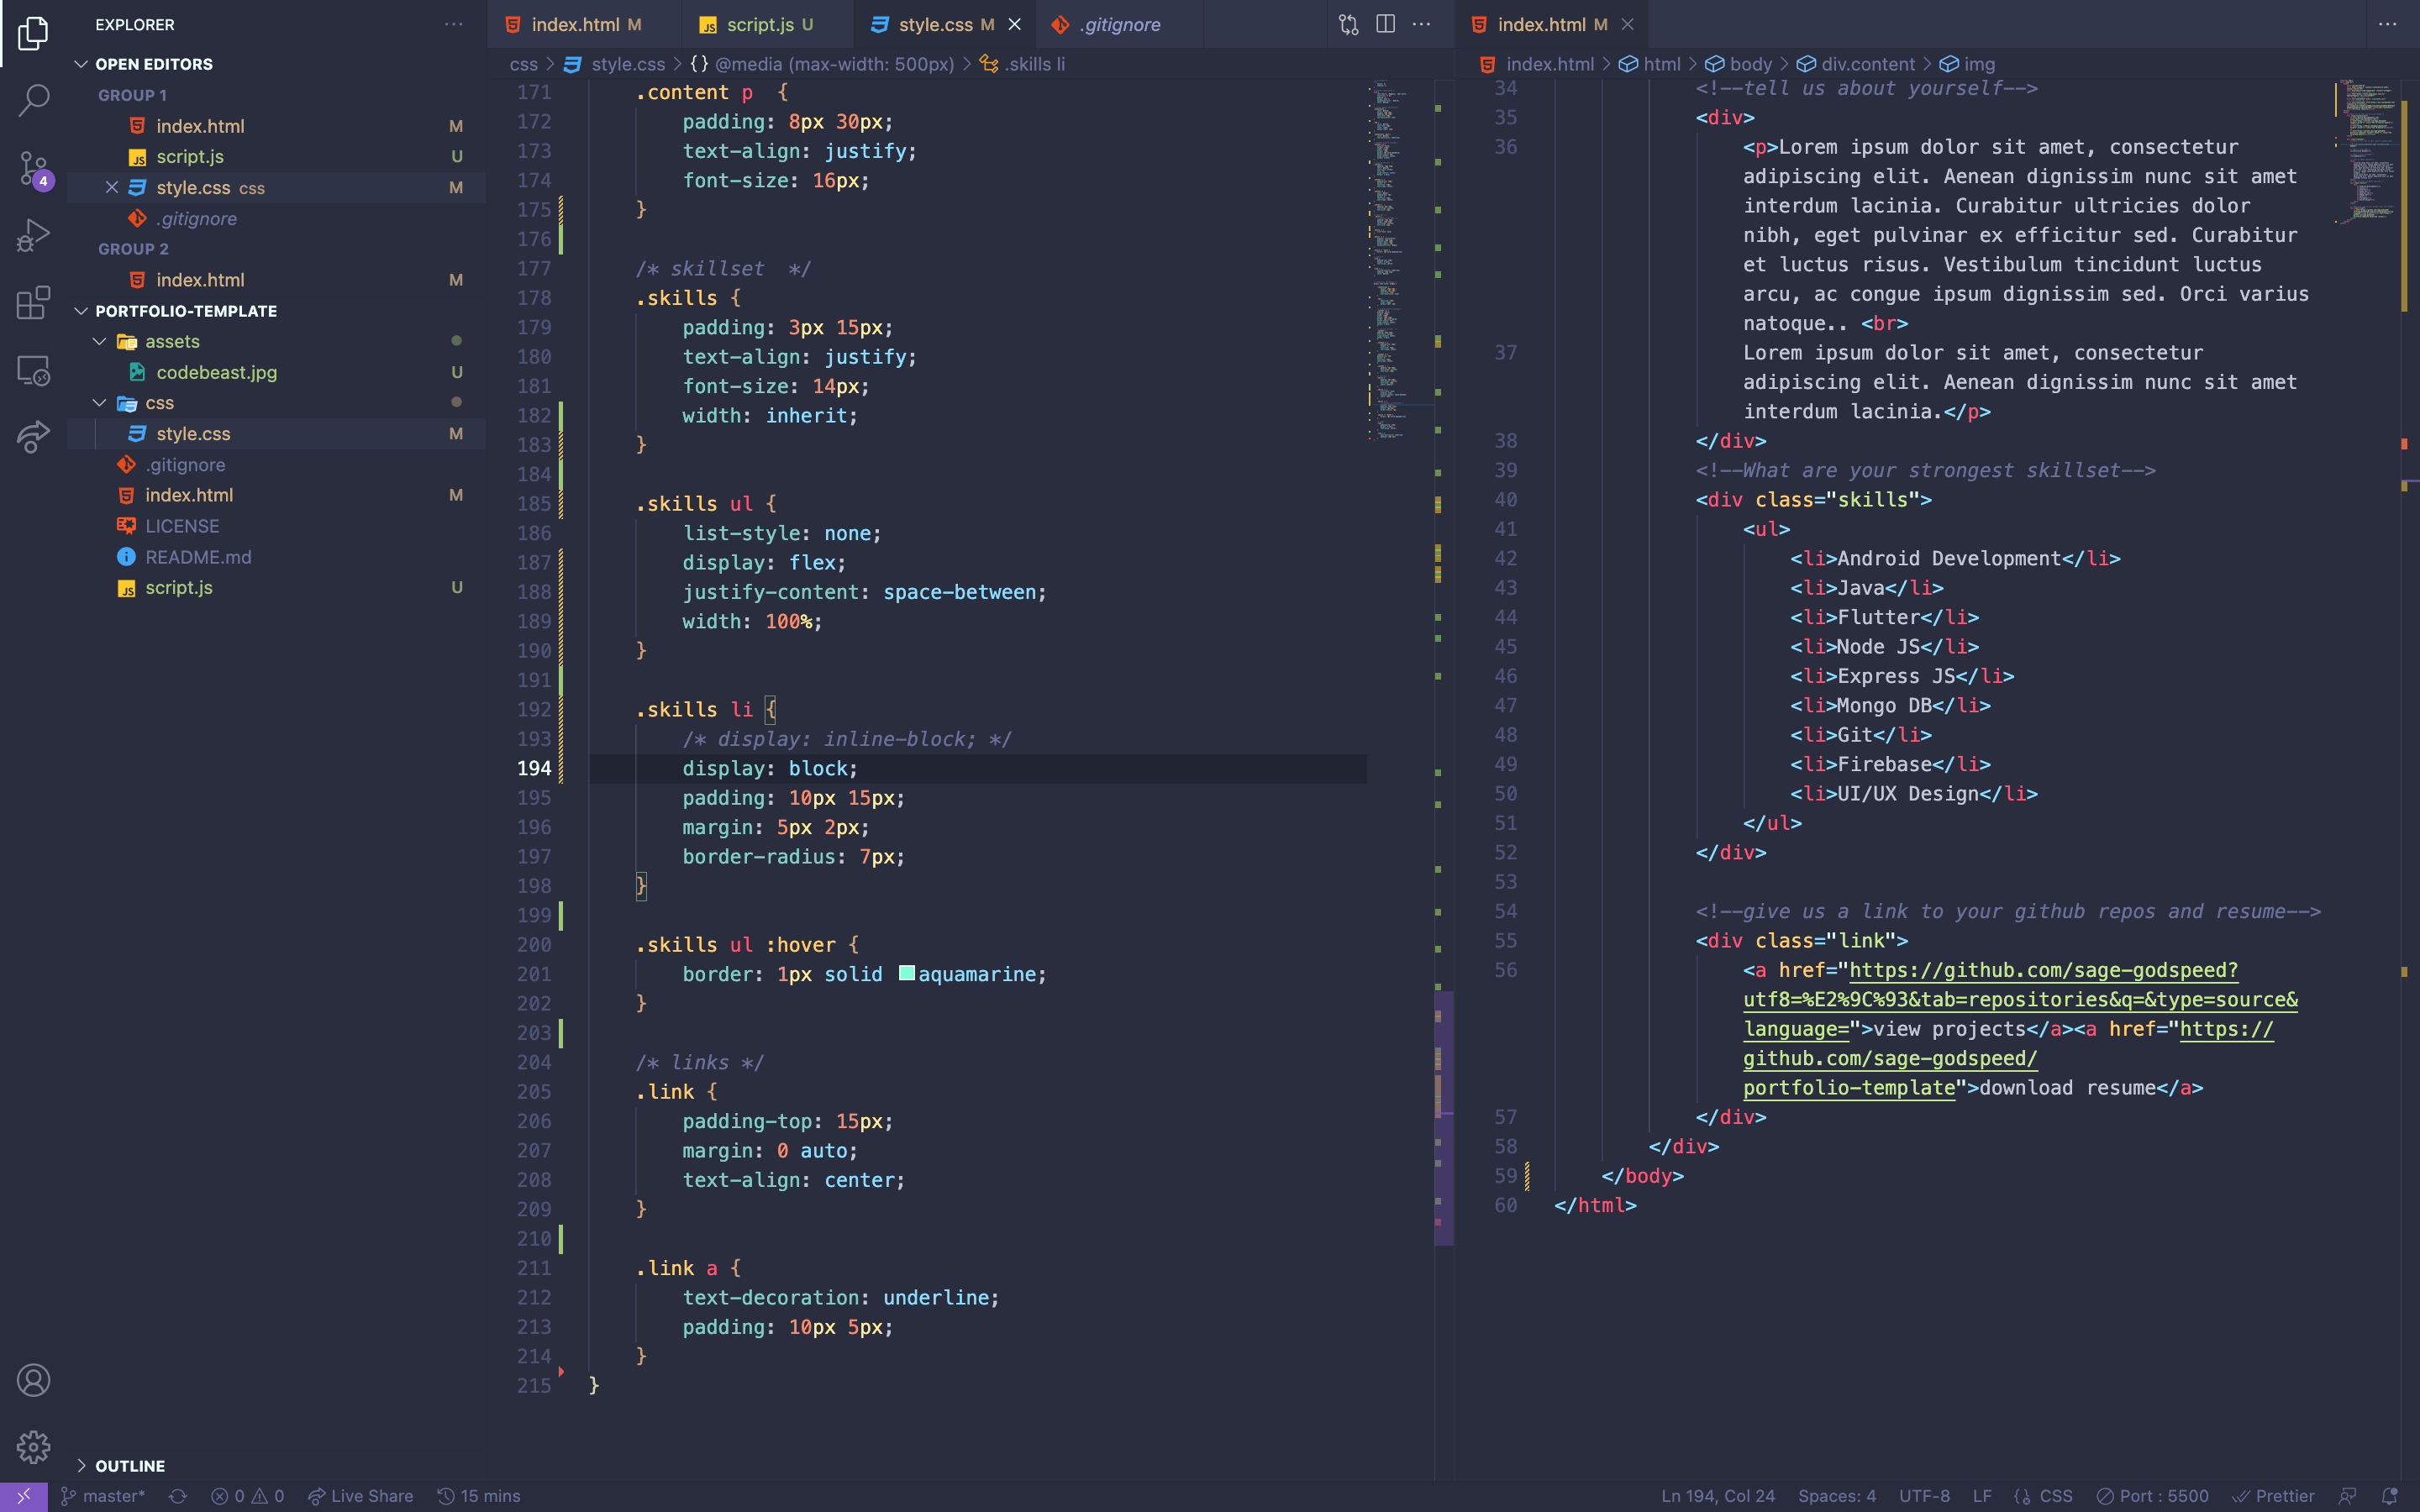 EXPLORER
OPEN EDITORS
GROUP 1
index.html M
script.js U
style.css css M
.gitignore
GROUP 2
index.html M
PORTFOLIO-TEMPLATE
assets
codebeast.jpg U
css
style.css M
.gitignore
index.html M
LICENSE
README.md
script.js U
OUTLINE
4
index.html M
script.js U
style.css M
.gitignore
css > style.css > {} @media (max-width: 500px) > .skills li
171 .content p  {
172 padding: 8px 30px;
173 text-align: justify;
174 font-size: 16px;
175 }
176
177 /* skillset  */
178 .skills {
179 padding: 3px 15px;
180 text-align: justify;
181 font-size: 14px;
182 width: inherit;
183 }
184
185 .skills ul {
186 list-style: none;
187 display: flex;
188 justify-content: space-between;
189 width: 100%;
190 }
191
192 .skills li {
193 /* display: inline-block; */
194 display: block;
195 padding: 10px 15px;
196 margin: 5px 2px;
197 border-radius: 7px;
198 }
199
200 .skills ul :hover {
201 border: 1px solid aquamarine;
202 }
203
204 /* links */
205 .link {
206 padding-top: 15px;
207 margin: 0 auto;
208 text-align: center;
209 }
210
211 .link a {
212 text-decoration: underline;
213 padding: 10px 5px;
214 }
215 }
index.html M
index.html > html > body > div.content > img
34 <!--tell us about yourself-->
35 <div>
36 <p>Lorem ipsum dolor sit amet, consectetur
adipiscing elit. Aenean dignissim nunc sit amet
interdum lacinia. Curabitur ultricies dolor
nibh, eget pulvinar ex efficitur sed. Curabitur
et luctus risus. Vestibulum tincidunt luctus
arcu, ac congue ipsum dignissim sed. Orci varius
natoque.. <br>
37 Lorem ipsum dolor sit amet, consectetur
adipiscing elit. Aenean dignissim nunc sit amet
interdum lacinia.</p>
38 </div>
39 <!--What are your strongest skillset-->
40 <div class="skills">
41 <ul>
42 <li>Android Development</li>
43 <li>Java</li>
44 <li>Flutter</li>
45 <li>Node JS</li>
46 <li>Express JS</li>
47 <li>Mongo DB</li>
48 <li>Git</li>
49 <li>Firebase</li>
50 <li>UI/UX Design</li>
51 </ul>
52 </div>
53
54 <!--give us a link to your github repos and resume-->
55 <div class="link">
56 <a href="https://github.com/sage-godspeed?
utf8=%E2%9C%93&tab=repositories&q=&type=source&
language=">view projects</a><a href="https://
github.com/sage-godspeed/
portfolio-template">download resume</a>
57 </div>
58 </div>
59 </body>
60 </html>
master* 0 0 Live Share 15 mins
Ln 194, Col 24 Spaces: 4 UTF-8 LF {} CSS Port : 5500 Prettier